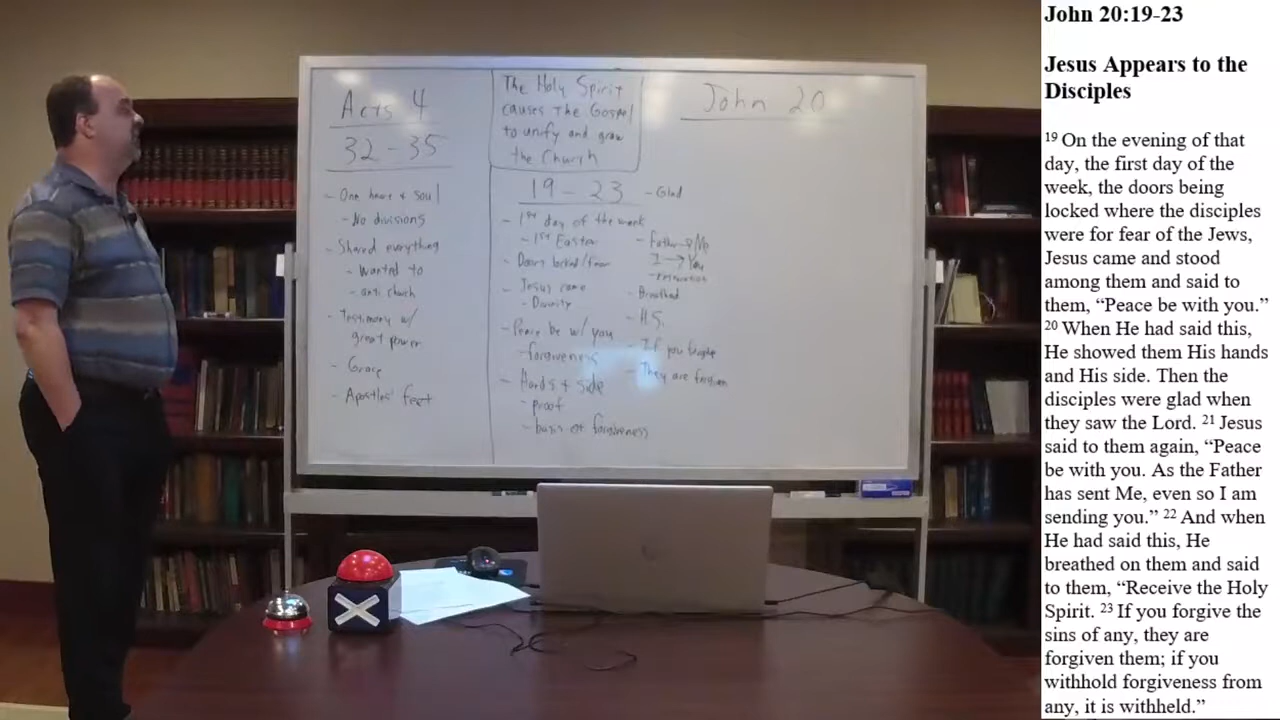 Acts 4
32 - 35
- One heart & soul
- No divisions
- Shared everything
- Wanted to
- anti church
- Testimony w/
great power
- Grace
- Apostles' feet
The Holy Spirit
causes the Gospel
to unify and grow
the Church
19 - 23
- 1st day of the week
- 1st Easter
- Doors locked/fear
- Jesus came
- Divinity
- Peace be w/ you
- forgiveness
- Hands & side
- proof
- basis of forgiveness
- Glad
- Father → Me
I → You
- Breathed
- H.S.
- If you forgive
- They are forgiven
John 20
John 20:19-23
Jesus Appears to the
Disciples
19 On the evening of that
day, the first day of the
week, the doors being
locked where the disciples
were for fear of the Jews,
Jesus came and stood
among them and said to
them, “Peace be with you.”
20 When He had said this,
He showed them His hands
and His side. Then the
disciples were glad when
they saw the Lord. 21 Jesus
said to them again, “Peace
be with you. As the Father
has sent Me, even so I am
sending you.” 22 And when
He had said this, He
breathed on them and said
to them, “Receive the Holy
Spirit. 23 If you forgive the
sins of any, they are
forgiven them; if you
withhold forgiveness from
any, it is withheld.”